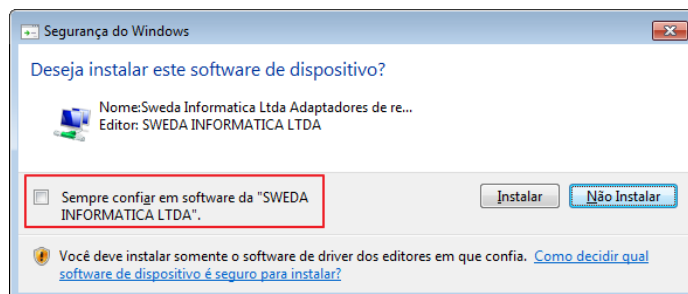 Segurança do Windows
Deseja instalar este software de dispositivo?
Nome:Sweda Informatica Ltda Adaptadores de re...
Editor: SWEDA INFORMATICA LTDA
Sempre confiar em software da "SWEDA
INFORMATICA LTDA".
Instalar
Não Instalar
Você deve instalar somente o software de driver dos editores em que confia. Como decidir qual
software de dispositivo é seguro para instalar?